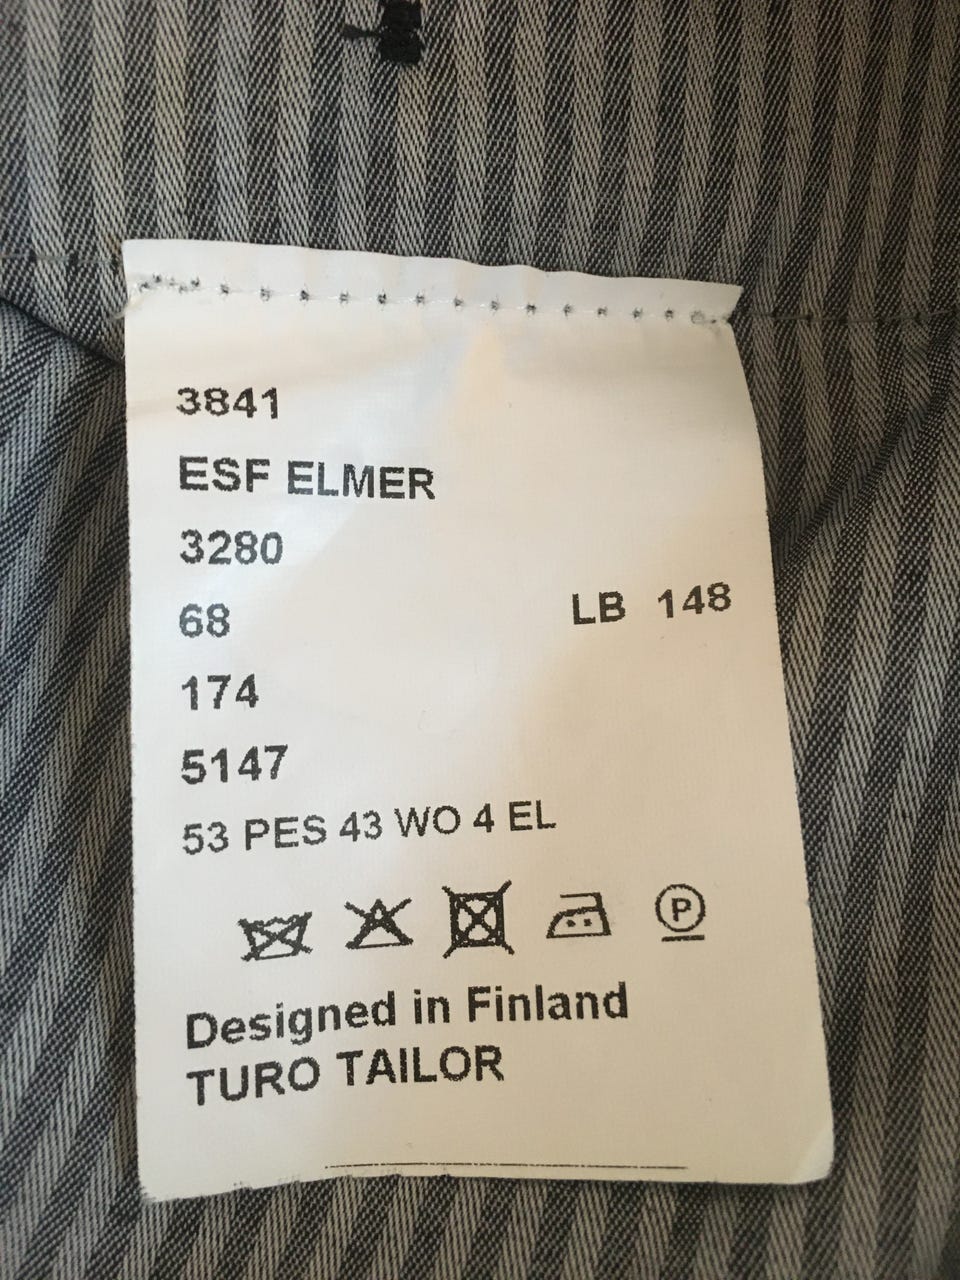 3841
ESF ELMER
3280
68 LB 148
174
5147
53 PES 43 WO 4 EL
P
Designed in Finland
TURO TAILOR